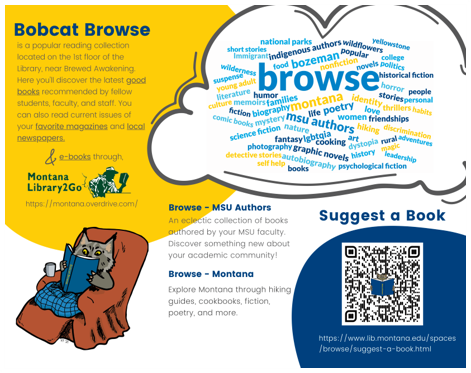 Bobcat Browse
is a popular reading collection
located on the 1st floor of the
Library, near Brewed Awakening.
Here you'll discover the latest good
books recommended by fellow
students, faculty, and staff. You
can also read current issues of
your favorite magazines and local
newspapers.
& e-books through,
Montana
Library2Go
https://montana.overdrive.com/
national parks
short stories
indigenous authors
wildflowers
yellowstone
Immigrant
popular
college
food
bozeman
novels
politics
wilderness
nonfiction
suspense
browse
historical fiction
young adult
horror
literature
humor
people
culture
memoirs
families
montana
identity
stories
personal
fiction
biography
life
poetry
love
thrillers
habits
comic books
mystery
msu authors
women
friendships
science fiction
nature
hiking
discrimination
fantasy
lgbtqia
art
rural
adventures
photography
graphic novels
cooking
dystopia
magic
detective stories
autobiography
history
leadership
self help
books
psychological fiction
Browse - MSU Authors
An eclectic collection of books
authored by your MSU faculty.
Discover something new about
your academic community!
Browse - Montana
Explore Montana through hiking
guides, cookbooks, fiction,
poetry, and more.
Suggest a Book
https://www.lib.montana.edu/spaces
/browse/suggest-a-book.html